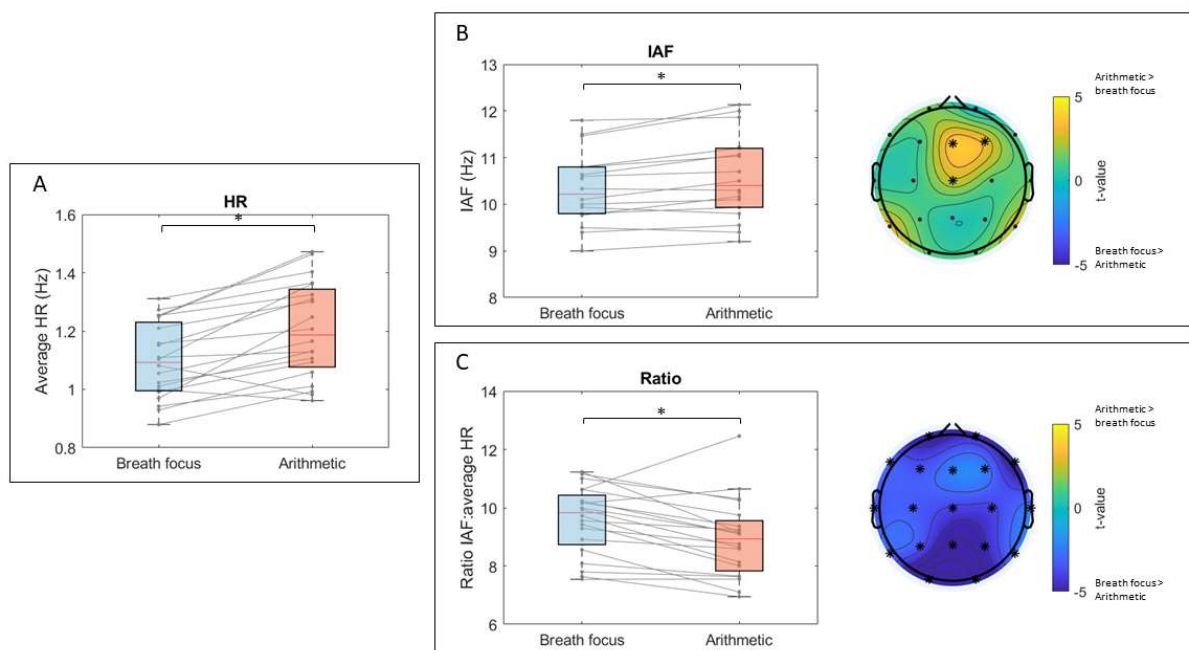 A
HR
*
1.6
1.4
1.2
1
0.8
Average HR (Hz)
Breath focus
Arithmetic
B
IAF
*
13
12
11
10
9
8
IAF (Hz)
Breath focus
Arithmetic
Arithmetic >
breath focus
5
0
-5
t-value
Breath focus>
Arithmetic
C
Ratio
*
14
12
10
8
6
Ratio IAF:average HR
Breath focus
Arithmetic
Arithmetic >
breath focus
5
0
-5
t-value
Breath focus>
Arithmetic